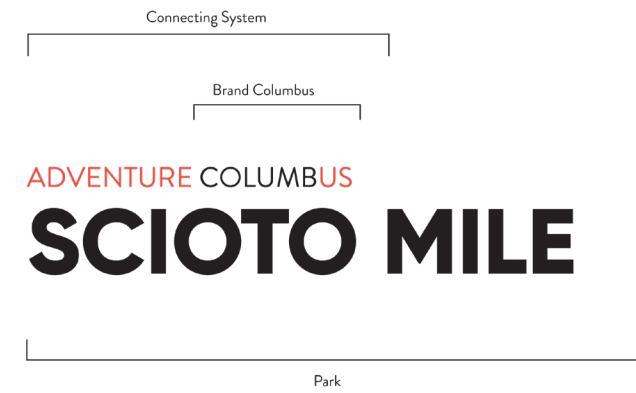 Connecting System
Brand Columbus
ADVENTURE COLUMBUS
SCIOTO MILE
Park